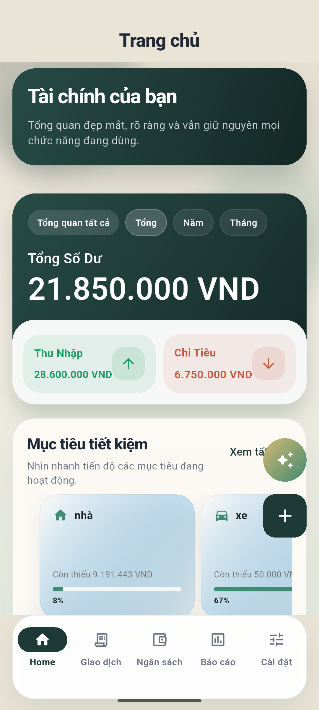 Trang chủ
Tài chính của bạn
Tổng quan đẹp mắt, rõ ràng và vẫn giữ nguyên mọi
chức năng đang dùng.
Tổng quan tất cả Tổng Năm Tháng
Tổng Số Dư
21.850.000 VND
Thu Nhập
28.600.000 VND
Chi Tiêu
6.750.000 VND
Mục tiêu tiết kiệm
Xem tất
Nhìn nhanh tiến độ các mục tiêu đang
hoạt động.
nhà
Còn thiếu 9.191.443 VND
8%
xe
Còn thiếu 50.000 VN
67%
Home Giao dịch Ngân sách Báo cáo Cài đặt